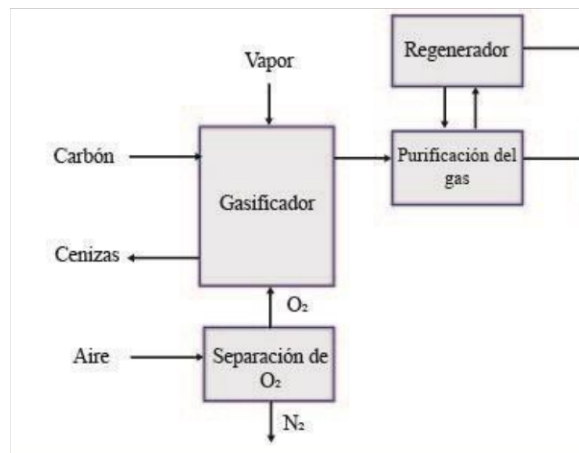 Regenerador
Vapor
Carbón
Purificación del
gas
Gasificador
Cenizas
O₂
Aire
Separación de
O₂
N₂